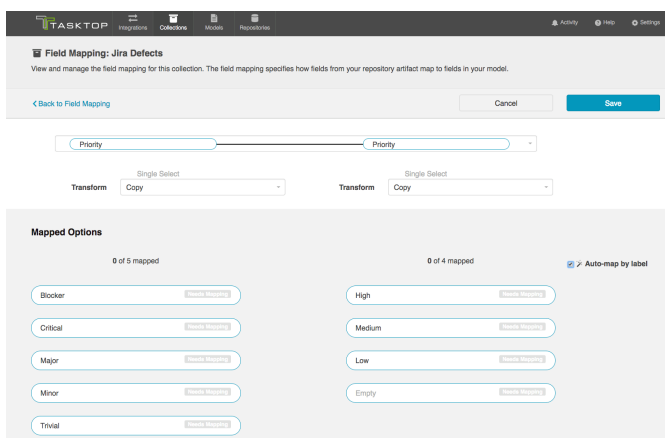 TASKTOP
Integrations Collections Models Repositories
Activity Help Settings
Field Mapping: Jira Defects
View and manage the field mapping for this collection. The field mapping specifies how fields from your repository artifact map to fields in your model.
Back to Field Mapping
Cancel Save
Priority Priority
Single Select Single Select
Transform Copy Transform Copy
Mapped Options
0 of 5 mapped 0 of 4 mapped Auto-map by label
Blocker Needs Mapping High Needs Mapping
Critical Needs Mapping Medium Needs Mapping
Major Needs Mapping Low Needs Mapping
Minor Needs Mapping Empty Needs Mapping
Trivial Needs Mapping